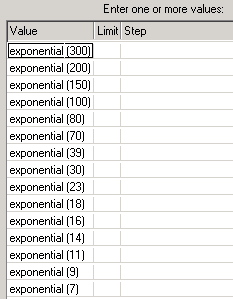 Enter one or more values:
Value Limit Step
exponential (300)
exponential (200)
exponential (150)
exponential (100)
exponential (80)
exponential (70)
exponential (39)
exponential (30)
exponential (23)
exponential (18)
exponential (16)
exponential (14)
exponential (11)
exponential (9)
exponential (7)